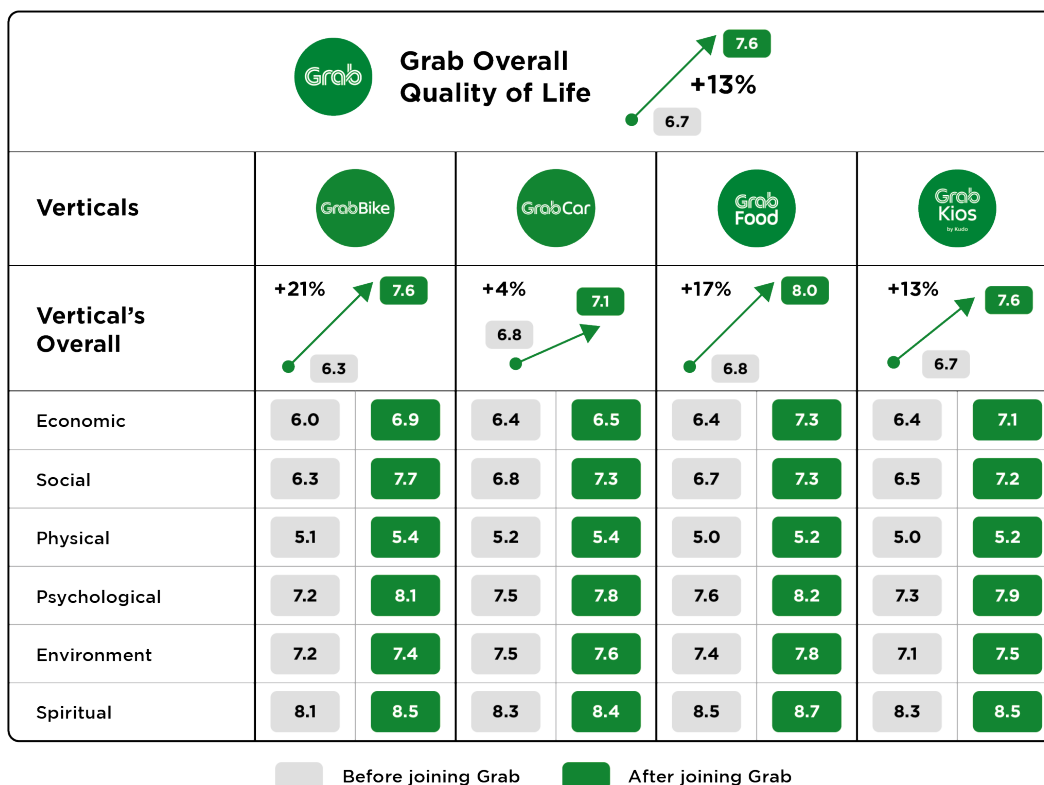 Grab
Grab Overall
Quality of Life
7.6
+13%
6.7
Verticals
GrabBike
GrabCar
Grab
Food
Grab
Kios
by Kudo
Vertical's
Overall
+21%
7.6
6.3
+4%
7.1
6.8
+17%
8.0
6.8
+13%
7.6
6.7
Economic 6.0 6.9 6.4 6.5 6.4 7.3 6.4 7.1
Social 6.3 7.7 6.8 7.3 6.7 7.3 6.5 7.2
Physical 5.1 5.4 5.2 5.4 5.0 5.2 5.0 5.2
Psychological 7.2 8.1 7.5 7.8 7.6 8.2 7.3 7.9
Environment 7.2 7.4 7.5 7.6 7.4 7.8 7.1 7.5
Spiritual 8.1 8.5 8.3 8.4 8.5 8.7 8.3 8.5
Before joining Grab
After joining Grab